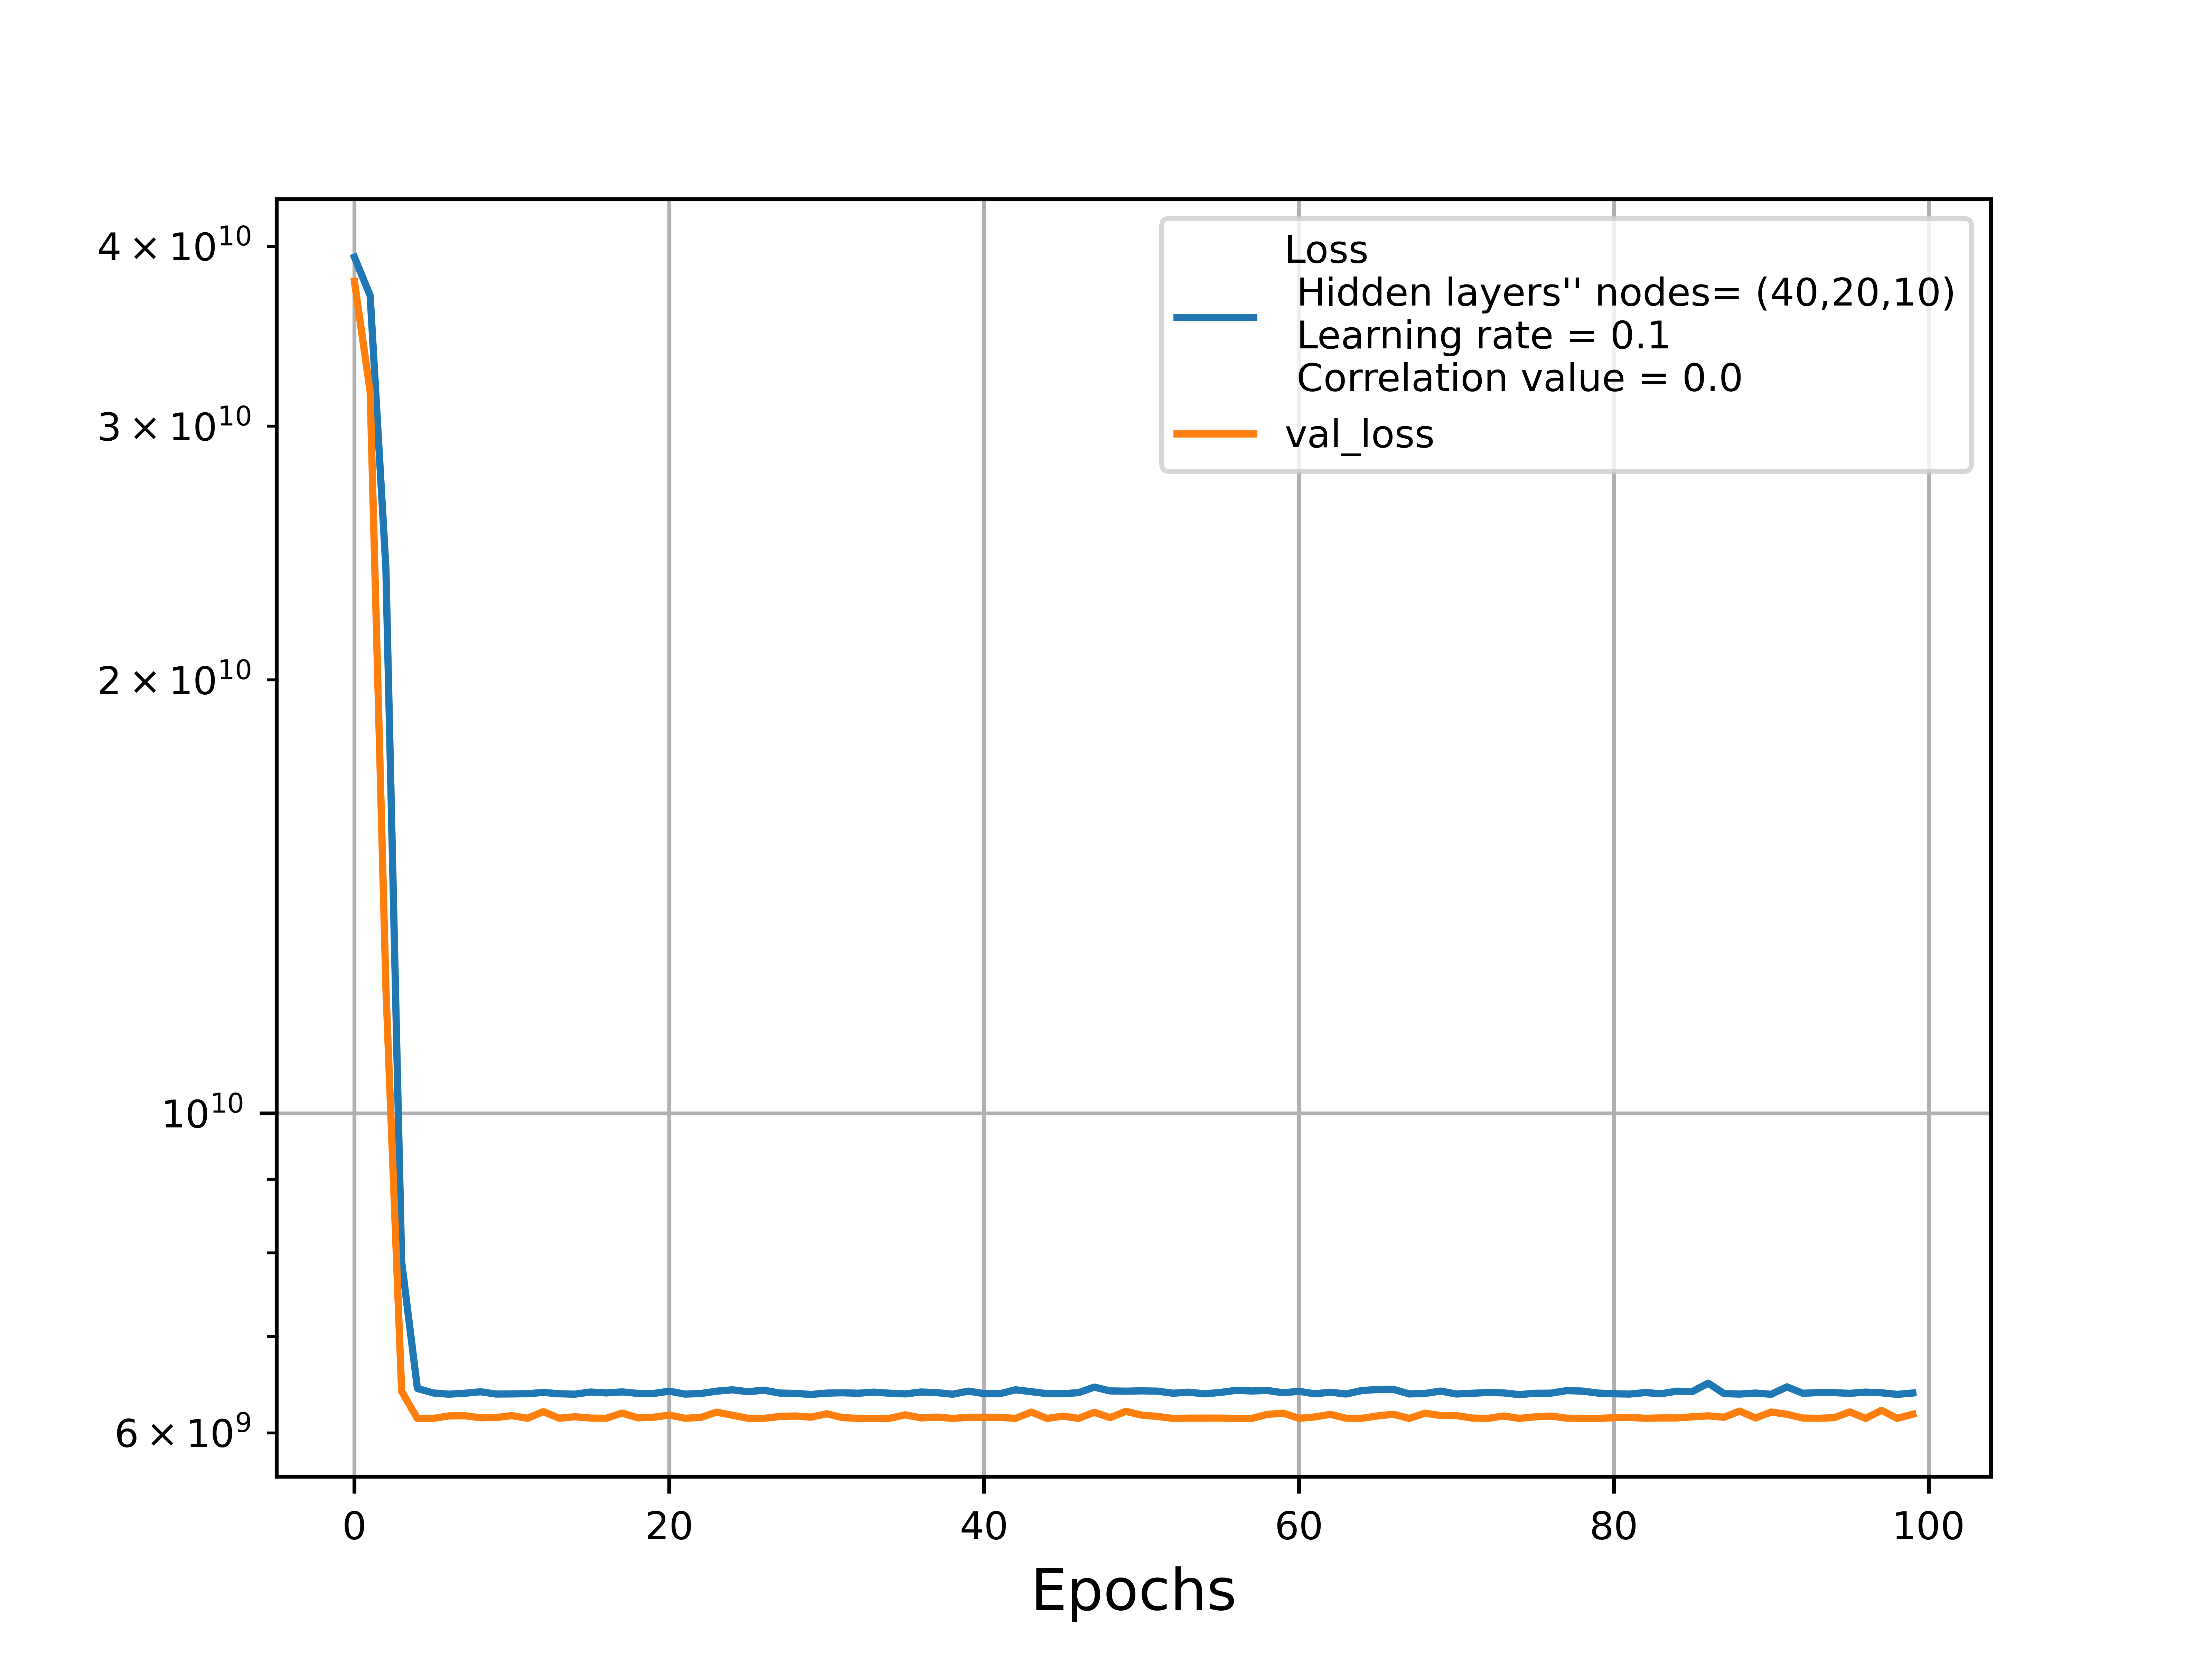 4 × 10¹⁰
3 × 10¹⁰
2 × 10¹⁰
10¹⁰
6 × 10⁹
Loss
Hidden layers'' nodes= (40,20,10)
Learning rate = 0.1
Correlation value = 0.0
val_loss
0 20 40 60 80 100
Epochs